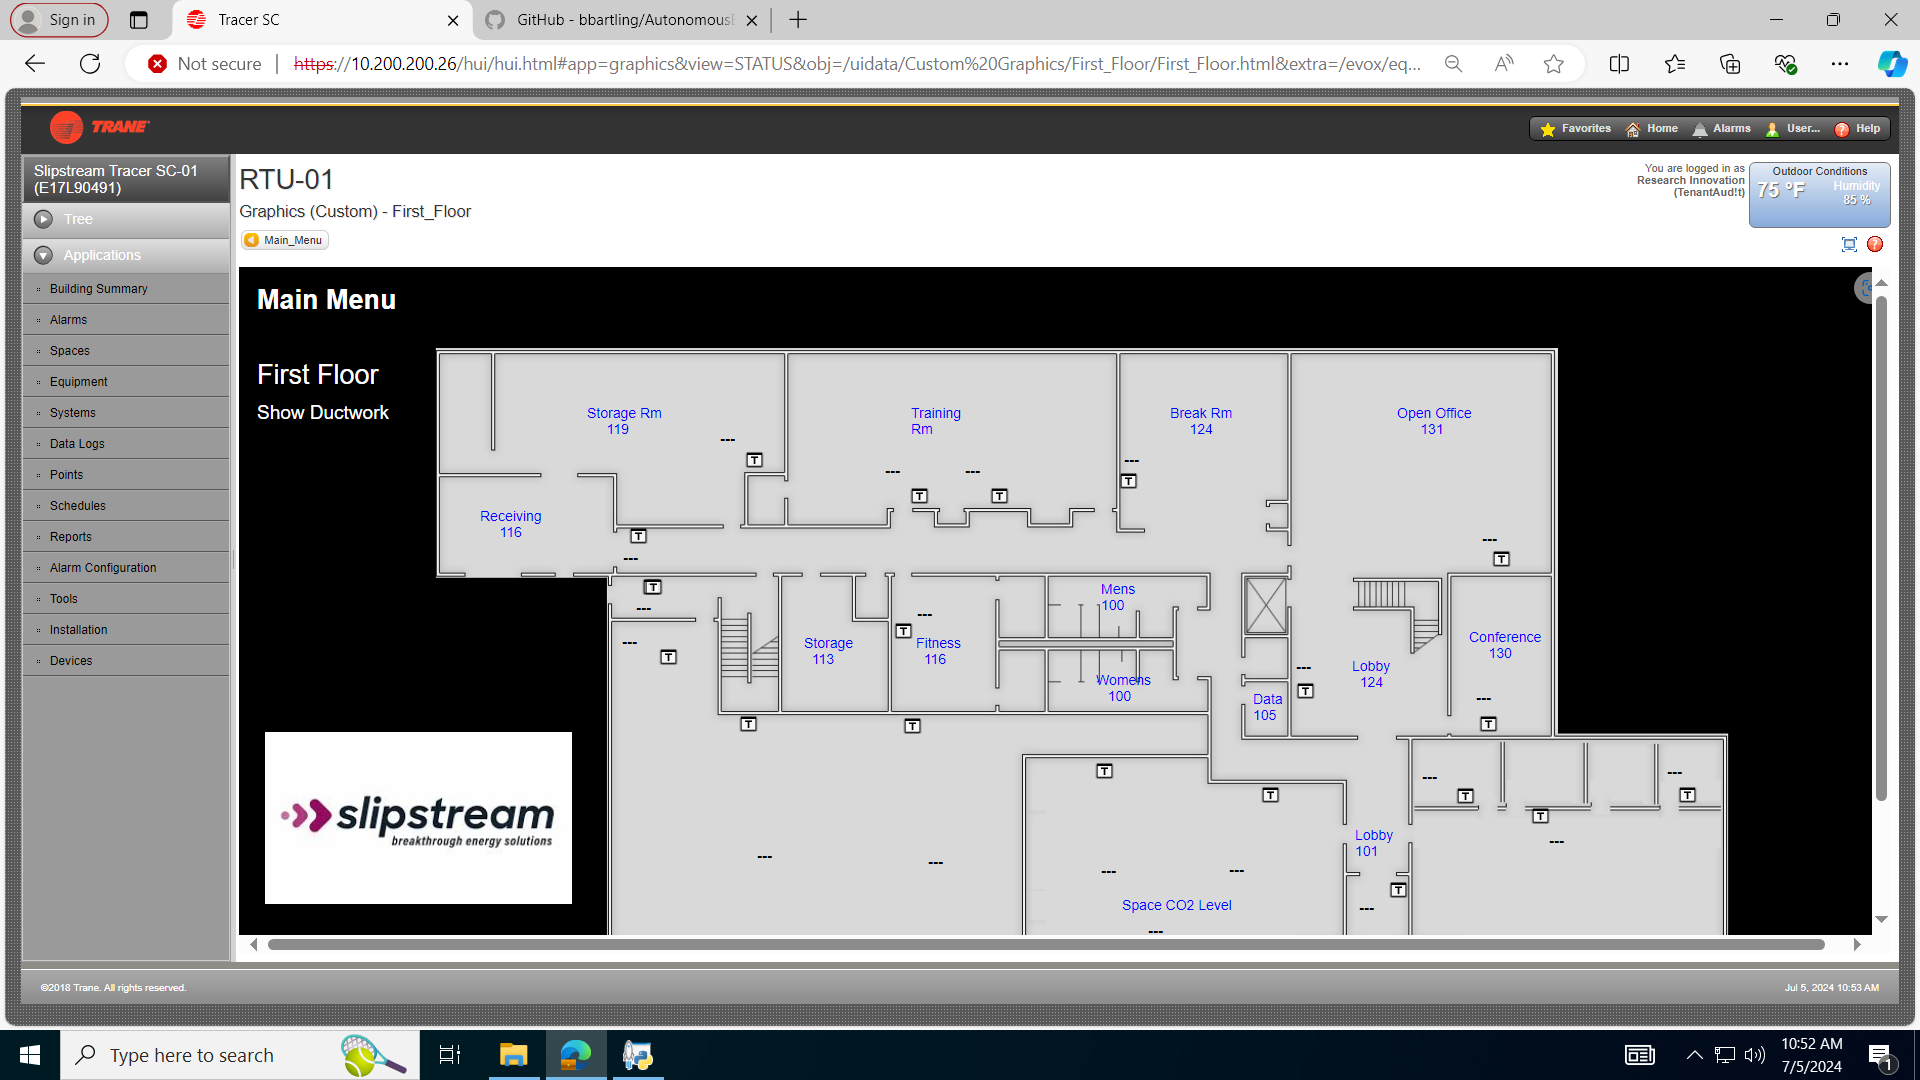 Sign in
Tracer SC
GitHub - bbartling/Autonomous
Not secure
https://10.200.200.26/hui/hui.html#app=graphics&view=STATUS&obj=/uidata/Custom%20Graphics/First_Floor/First_Floor.html&extra=/evox/eq...
TRANE
Favorites
Home
Alarms
User...
Help
Slipstream Tracer SC-01
(E17L90491)
Tree
Applications
Building Summary
Alarms
Spaces
Equipment
Systems
Data Logs
Points
Schedules
Reports
Alarm Configuration
Tools
Installation
Devices
RTU-01
Graphics (Custom) - First_Floor
Main_Menu
You are logged in as
Research Innovation
(TenantAud!t)
Outdoor Conditions
75 ºF
Humidity
85 %
Main Menu
First Floor
Show Ductwork
Storage Rm
119
---
T
Training
Rm
---
---
T
T
Break Rm
124
---
T
Open Office
131
---
T
Receiving
116
T
---
T
---
---
T
Storage
113
---
T
Fitness
116
Mens
100
Womens
100
Data
105
---
T
Lobby
124
Conference
130
---
T
T
T
T
T
---
T
---
T
T
---
Lobby
101
T
---
---
---
---
---
Space CO2 Level
---
slipstream
breakthrough energy solutions
©2018 Trane. All rights reserved.
Jul 5, 2024 10:53 AM
Type here to search
10:52 AM
7/5/2024
1